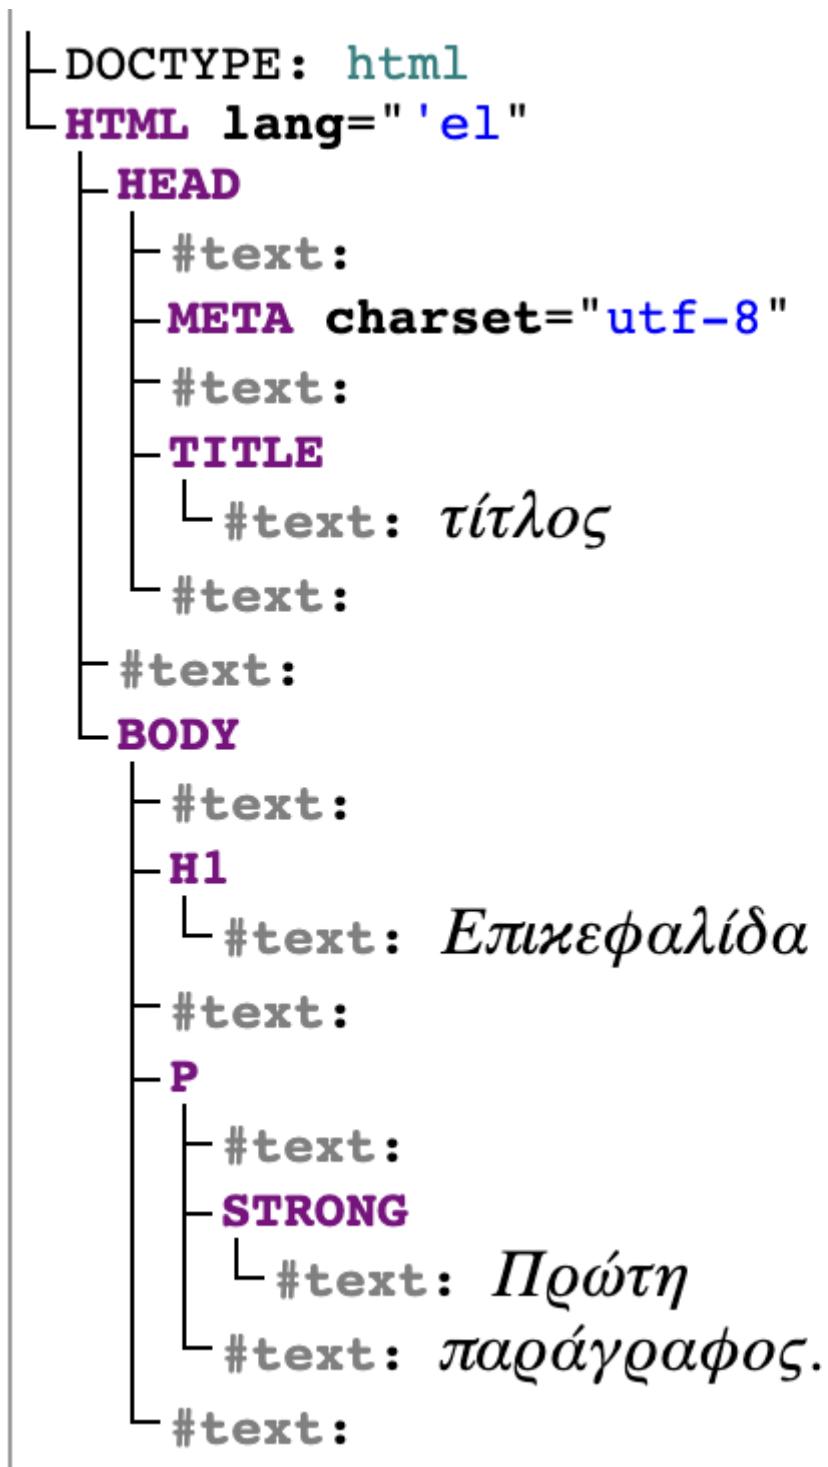 DOCTYPE: html
HTML lang="'el"
HEAD
#text:
META charset="utf-8"
#text:
TITLE
#text: τίτλος
#text:
#text:
BODY
#text:
H1
#text: Επικεφαλίδα
#text:
P
#text:
STRONG
#text: Πρώτη
#text: παράγραφος.
#text: